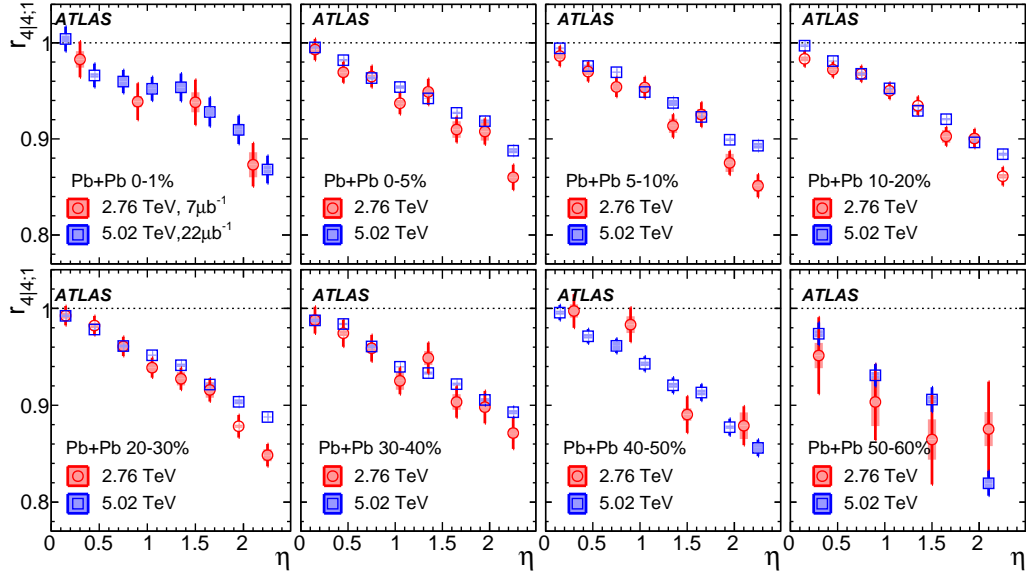 r4|4;1
ATLAS
ATLAS
ATLAS
ATLAS
1
0.9
0.8
Pb+Pb 0-1%
2.76 TeV, 7μb-1
5.02 TeV,22μb-1
Pb+Pb 0-5%
2.76 TeV
5.02 TeV
Pb+Pb 5-10%
2.76 TeV
5.02 TeV
Pb+Pb 10-20%
2.76 TeV
5.02 TeV
r4|4;1
ATLAS
ATLAS
ATLAS
ATLAS
1
0.9
0.8
Pb+Pb 20-30%
2.76 TeV
5.02 TeV
Pb+Pb 30-40%
2.76 TeV
5.02 TeV
Pb+Pb 40-50%
2.76 TeV
5.02 TeV
Pb+Pb 50-60%
2.76 TeV
5.02 TeV
0 0.5 1 1.5 2
η
0 0.5 1 1.5 2
η
0 0.5 1 1.5 2
η
0 0.5 1 1.5 2
η